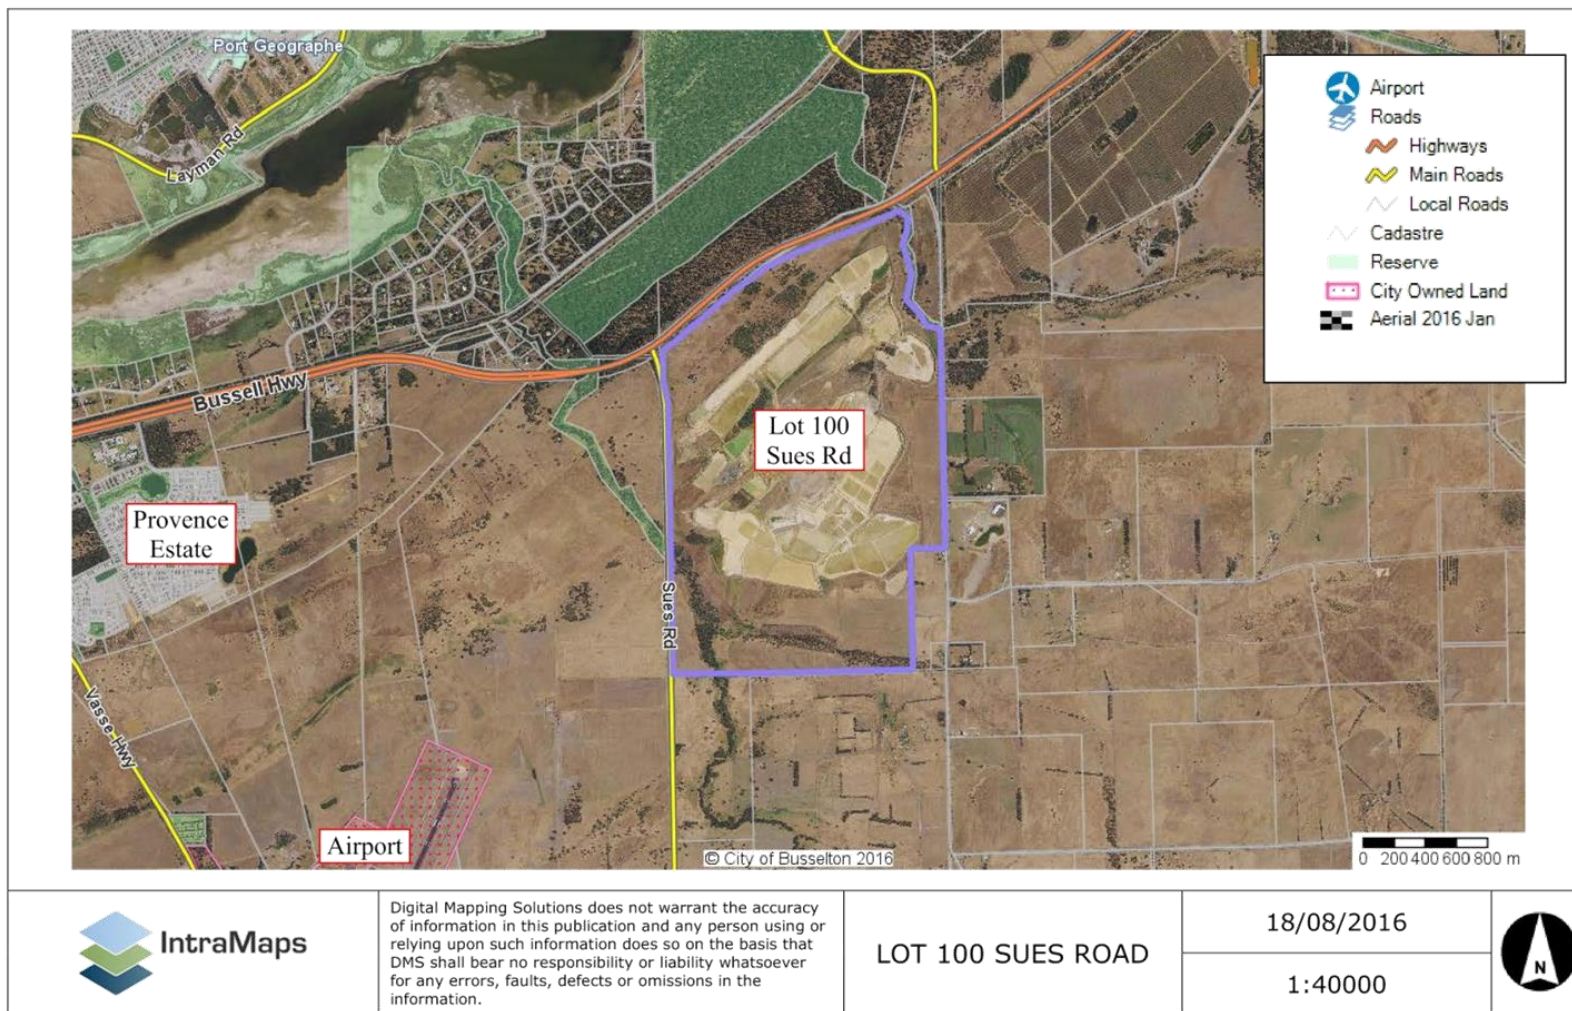 Port Geographe
Layman Rd
Bussell Hwy
Provence
Estate
Vasse Hwy
Airport
Sues Rd
Lot 100
Sues Rd
© City of Busselton 2016
Airport
Roads
Highways
Main Roads
Local Roads
Cadastre
Reserve
City Owned Land
Aerial 2016 Jan
0 200 400 600 800 m
IntraMaps
Digital Mapping Solutions does not warrant the accuracy
of information in this publication and any person using or
relying upon such information does so on the basis that
DMS shall bear no responsibility or liability whatsoever
for any errors, faults, defects or omissions in the
information.
LOT 100 SUES ROAD
18/08/2016
1:40000
N